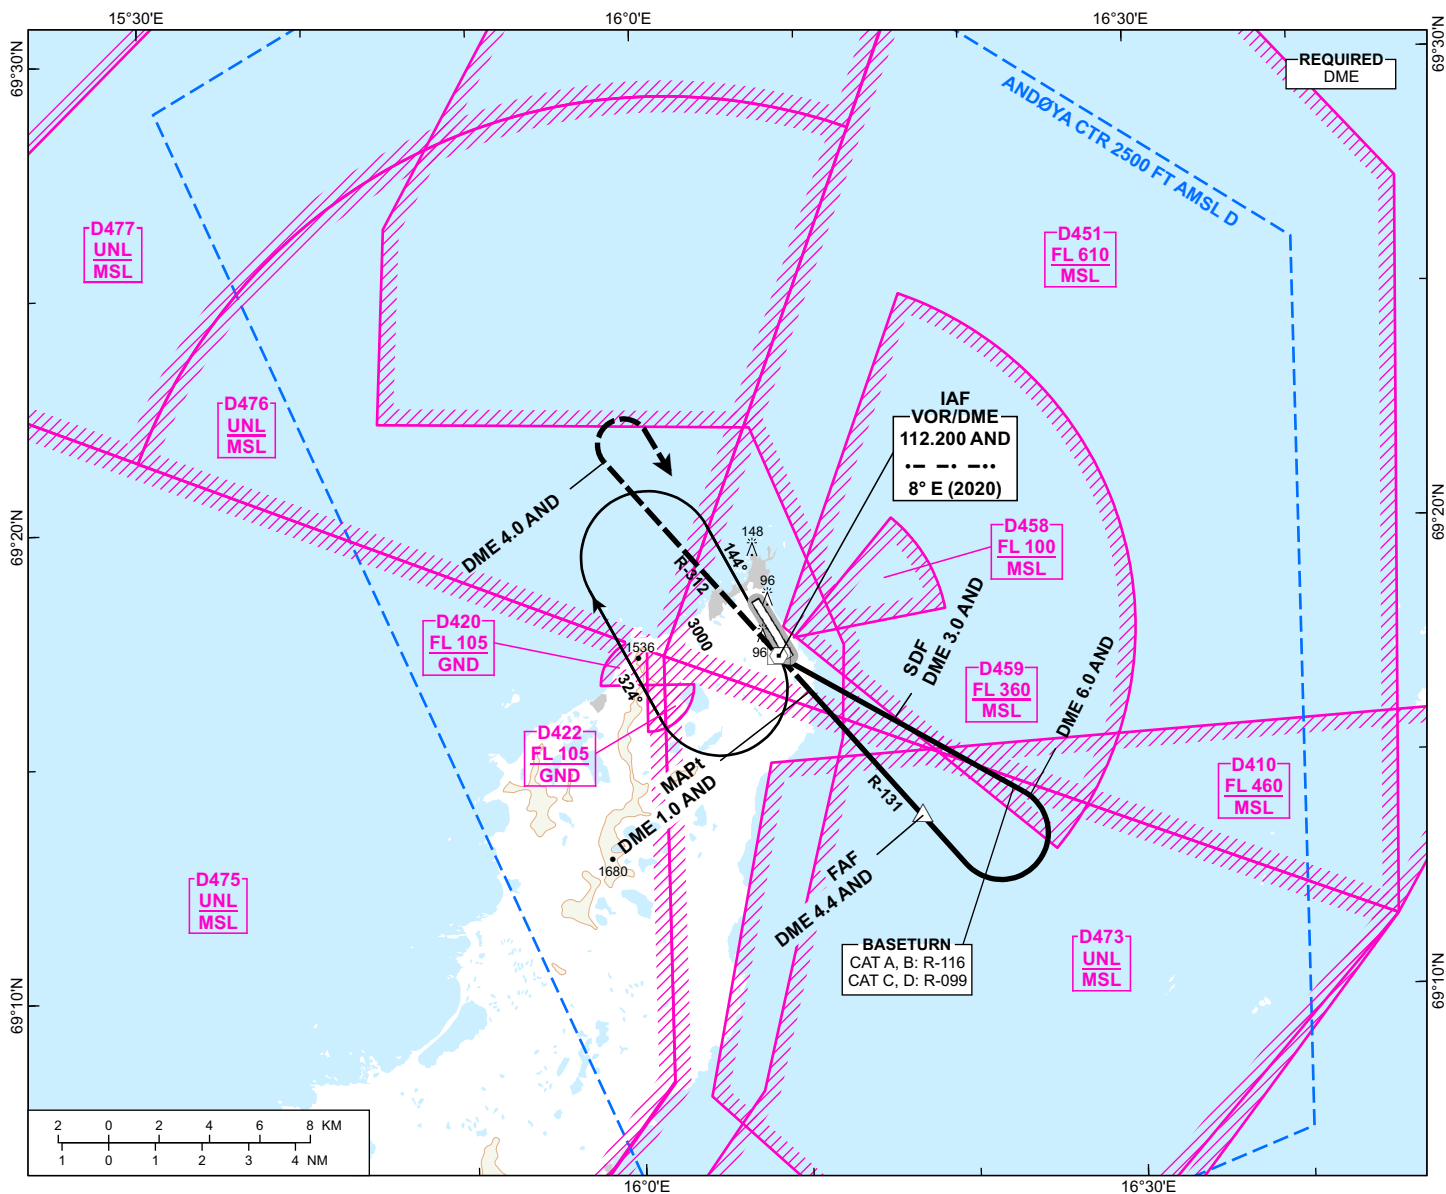 15°30'E
16°0'E
16°30'E
69°30'N
69°30'N
REQUIRED
DME
ANDØYA CTR 2500 FT AMSL D
D477
UNL
MSL
D451
FL 610
MSL
D476
UNL
MSL
IAF
VOR/DME
112.200 AND
8° E (2020)
DME 4.0 AND
69°20'N
69°20'N
148
144°
R-312
96
D458
FL 100
MSL
D420
FL 105
GND
1536
3000
324°
96
SDF
DME 3.0 AND
DME 6.0 AND
D459
FL 360
MSL
D422
FL 105
GND
MAPt
DME 1.0 AND
R-131
D410
FL 460
MSL
1680
FAF
DME 4.4 AND
D475
UNL
MSL
BASETURN
CAT A, B: R-116
CAT C, D: R-099
D473
UNL
MSL
69°10'N
69°10'N
2 0 2 4 6 8 KM
1 0 1 2 3 4 NM
16°0'E
16°30'E